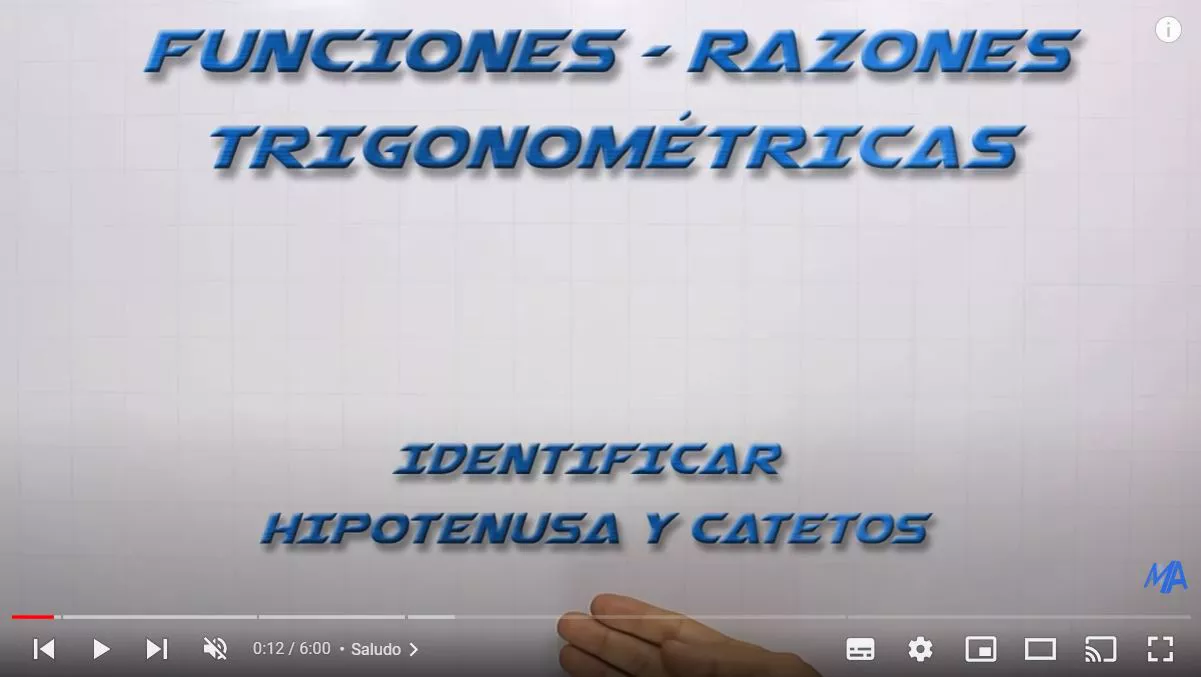 FUNCIONES - RAZONES
TRIGONOMÉTRICAS
IDENTIFICAR
HIPOTENUSA Y CATETOS
MA
0:12 / 6:00 • Saludo